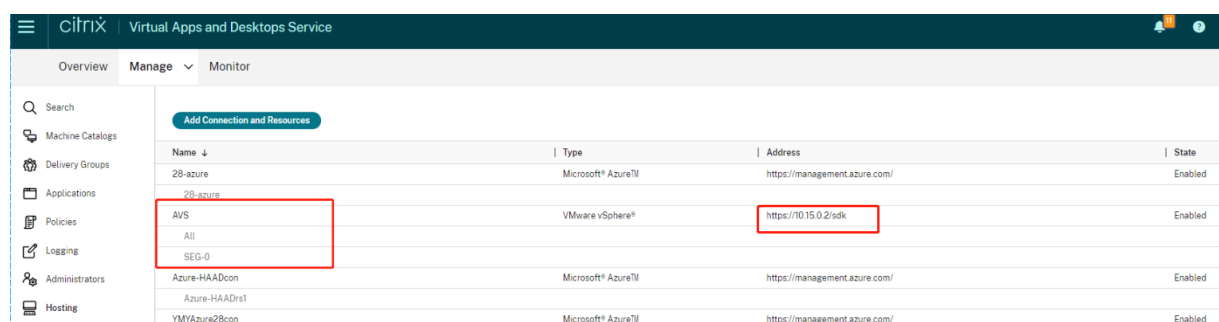 citrix | Virtual Apps and Desktops Service 11 ?
Overview Manage Monitor
Search
Add Connection and Resources
Machine Catalogs
Name ↓ | Type | Address | State
Delivery Groups
28-azure Microsoft® Azure™ https://management.azure.com/ Enabled
Applications
28-azure
Policies
AVS VMware vSphere® https://10.15.0.2/sdk Enabled
All
Logging
SEG-0
Administrators
Azure-HAADcon Microsoft® Azure™ https://management.azure.com/ Enabled
Azure-HAADrs1
Hosting
YMYAzure28con Microsoft® Azure™ https://management.azure.com/ Enabled